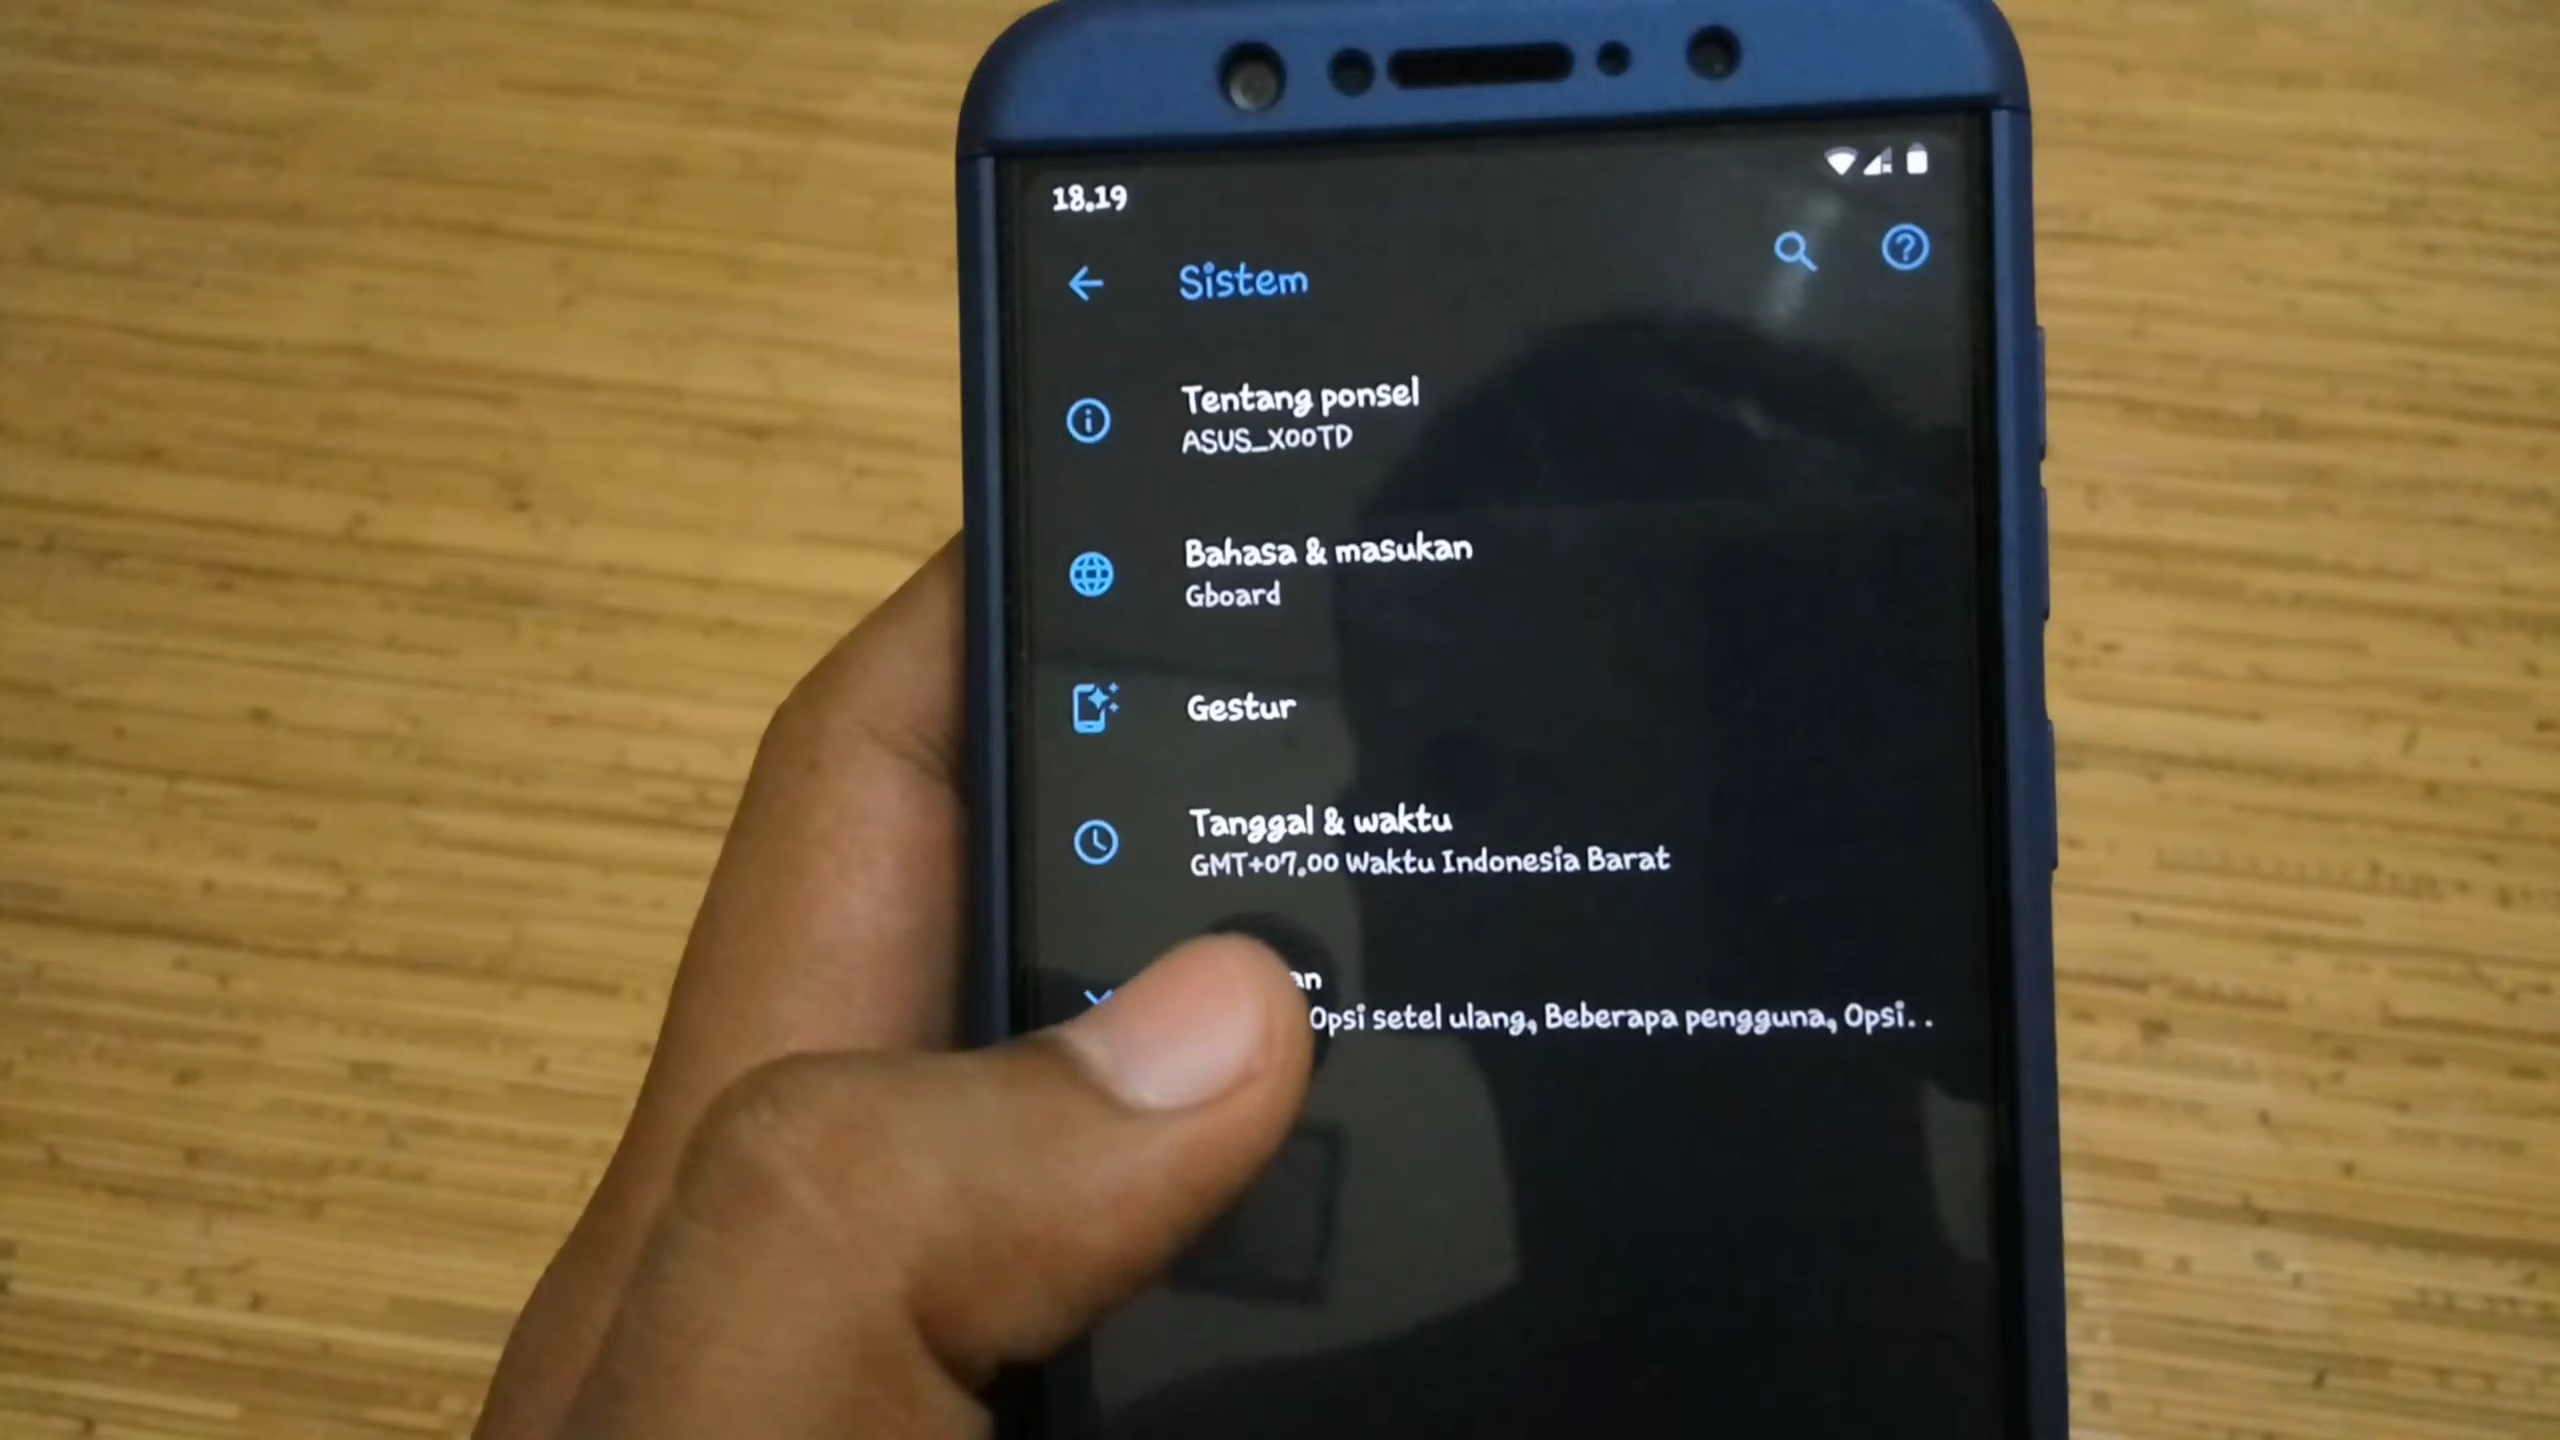 18.19
Sistem
Tentang ponsel
ASUS_X00TD
Bahasa & masukan
Gboard
Gestur
Tanggal & waktu
GMT+07.00 Waktu Indonesia Barat
Opsi setel ulang, Beberapa pengguna, Opsi..